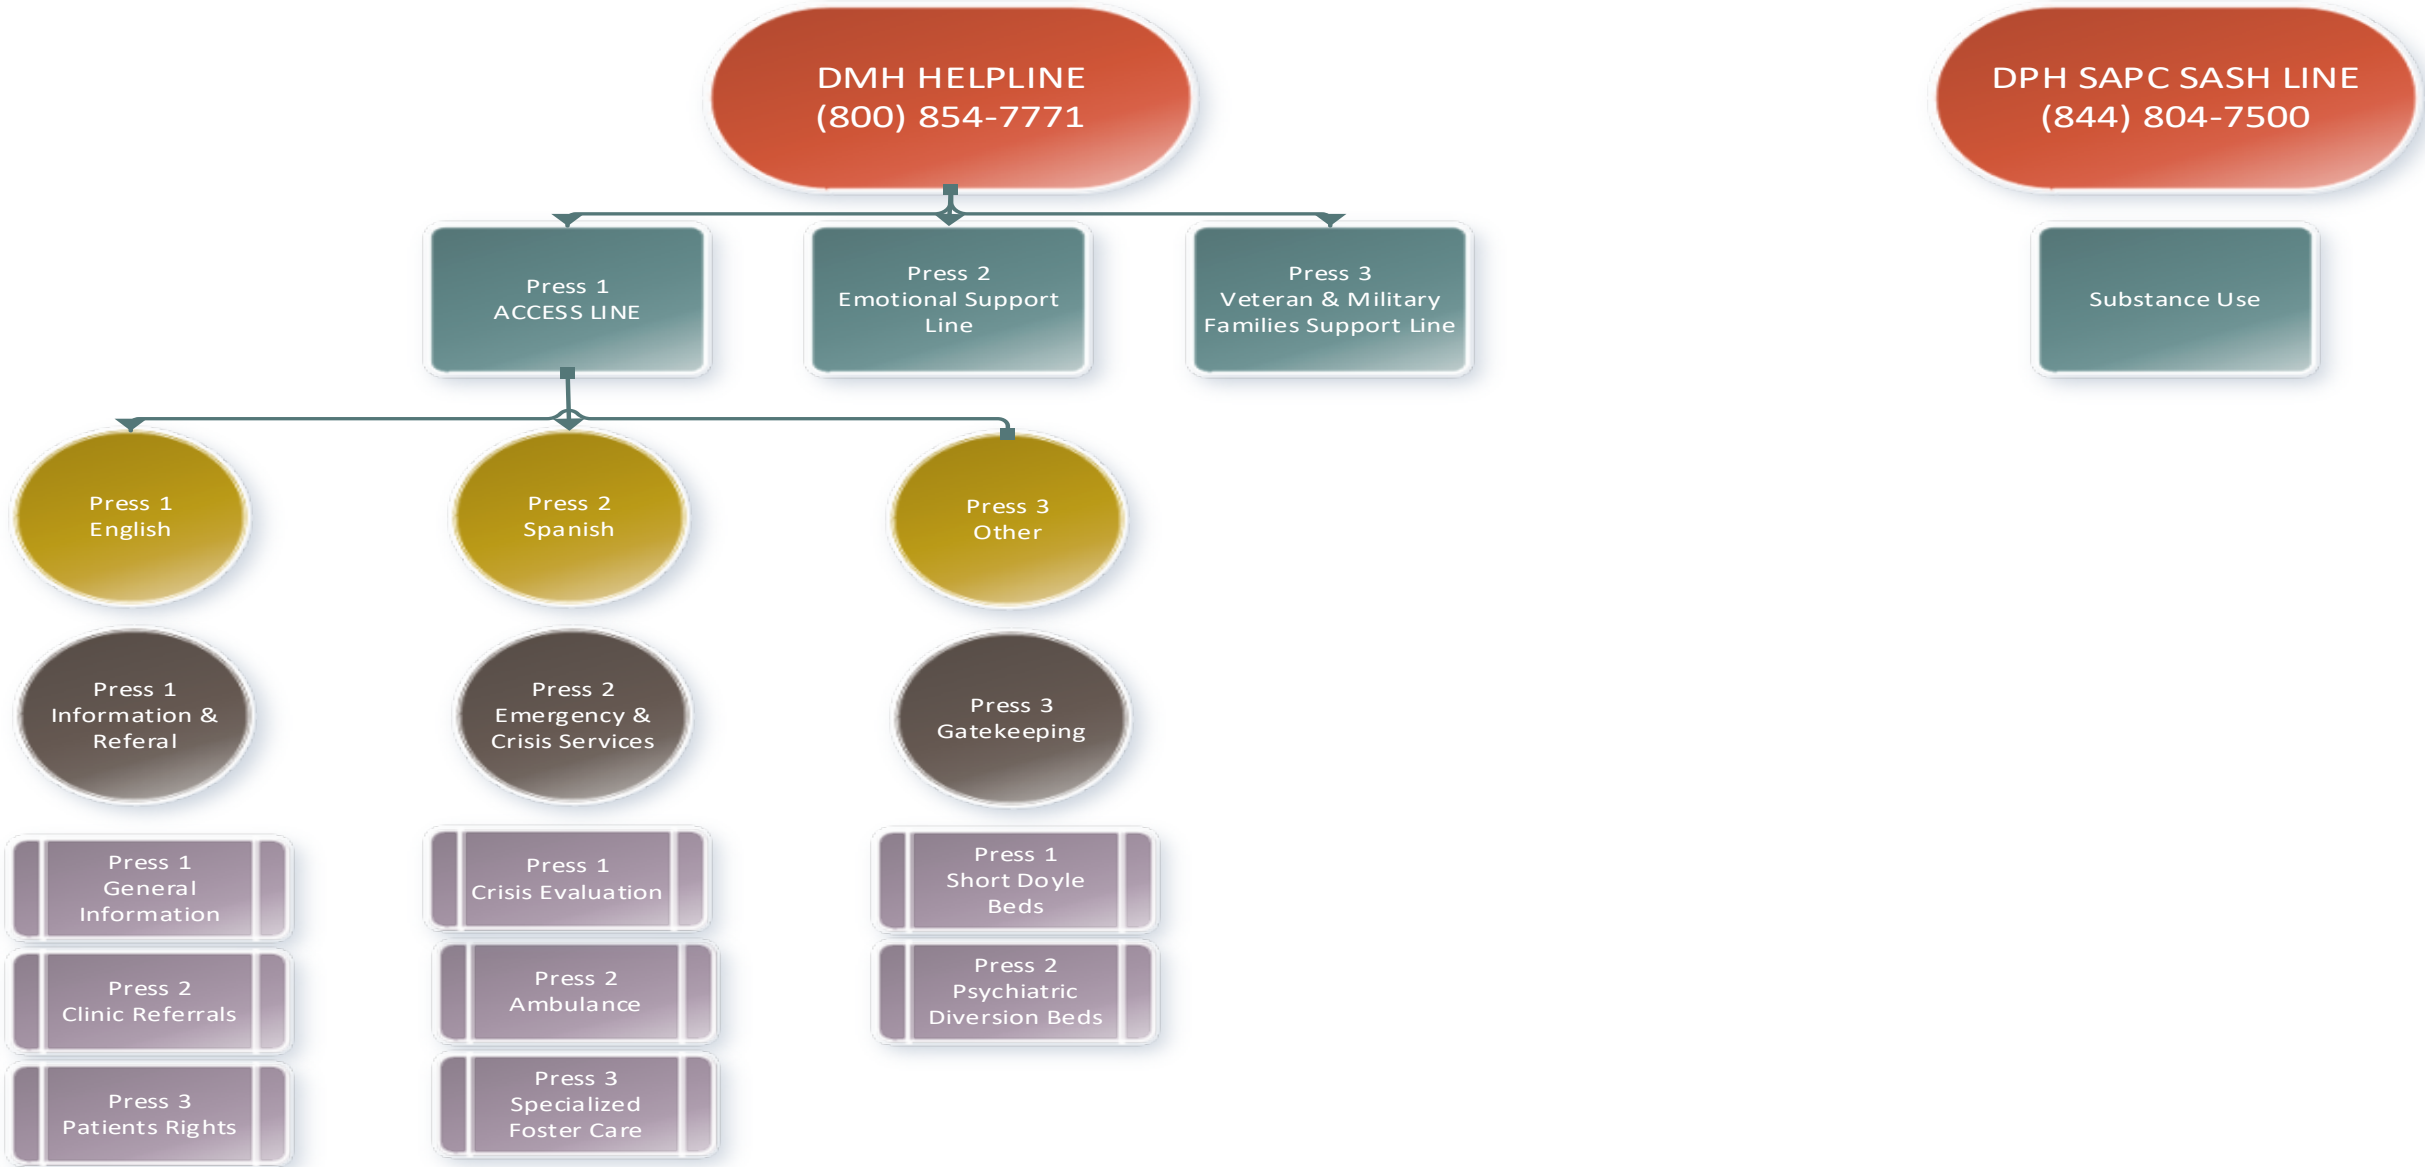 DMH HELPLINE
(800) 854-7771
DPH SAPC SASH LINE
(844) 804-7500
Press 1
ACCESS LINE
Press 2
Emotional Support
Line
Press 3
Veteran & Military
Families Support Line
Substance Use
Press 1
English
Press 2
Spanish
Press 3
Other
Press 1
Information &
Referal
Press 2
Emergency &
Crisis Services
Press 3
Gatekeeping
Press 1
General
Information
Press 1
Crisis Evaluation
Press 1
Short Doyle
Beds
Press 2
Clinic Referrals
Press 2
Ambulance
Press 2
Psychiatric
Diversion Beds
Press 3
Patients Rights
Press 3
Specialized
Foster Care